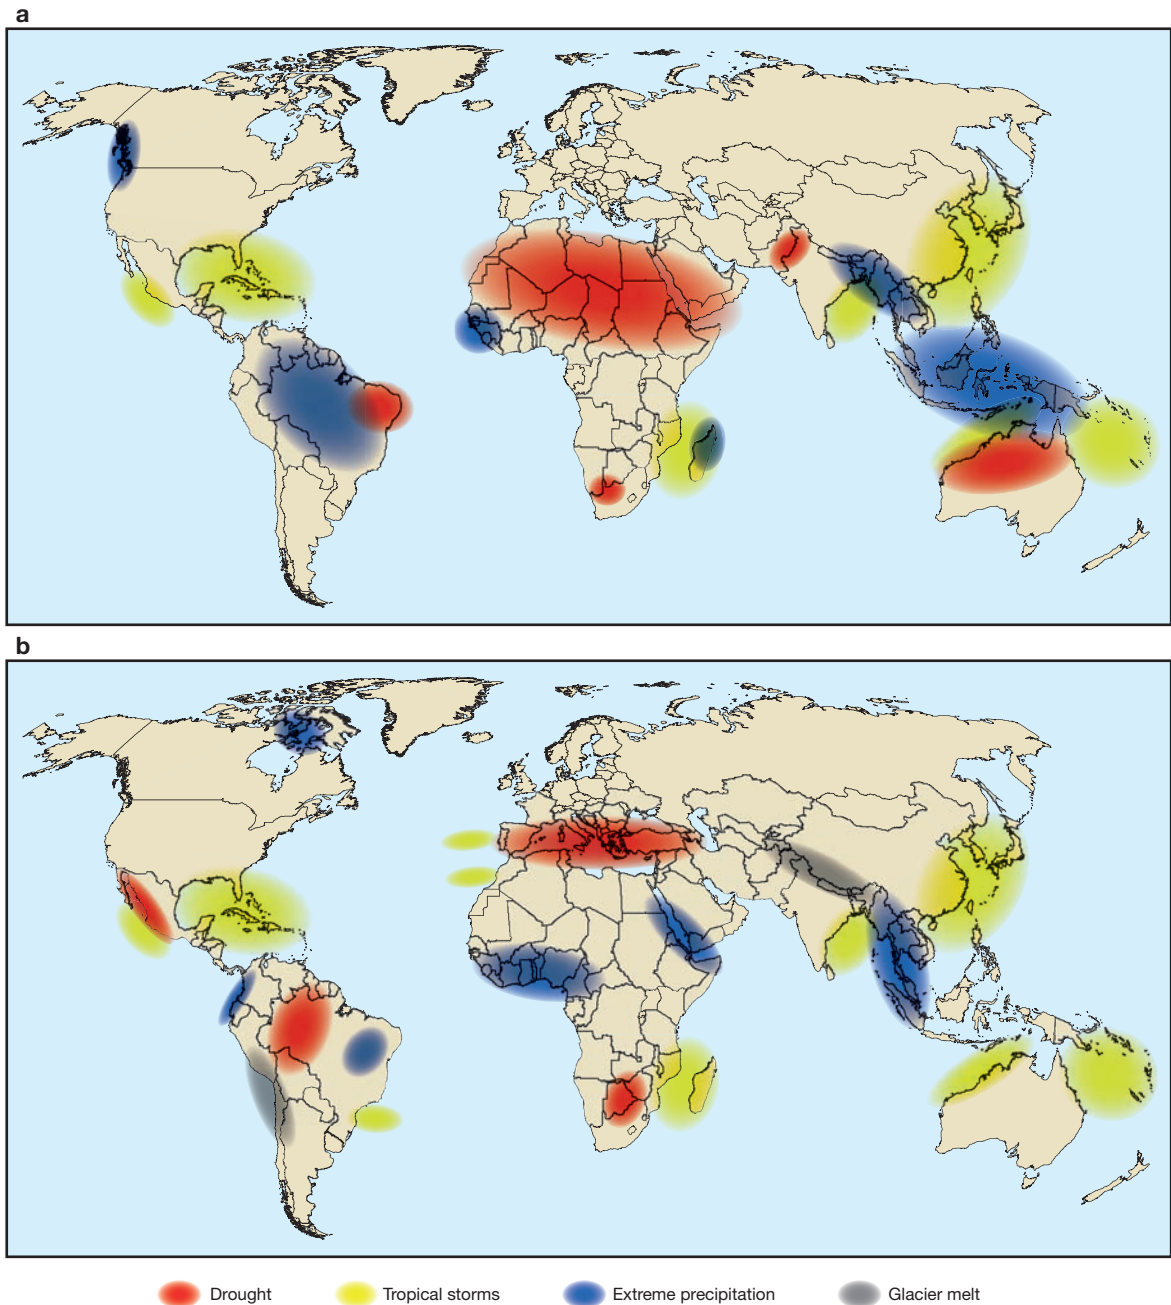 a
b
Drought
Tropical storms
Extreme precipitation
Glacier melt